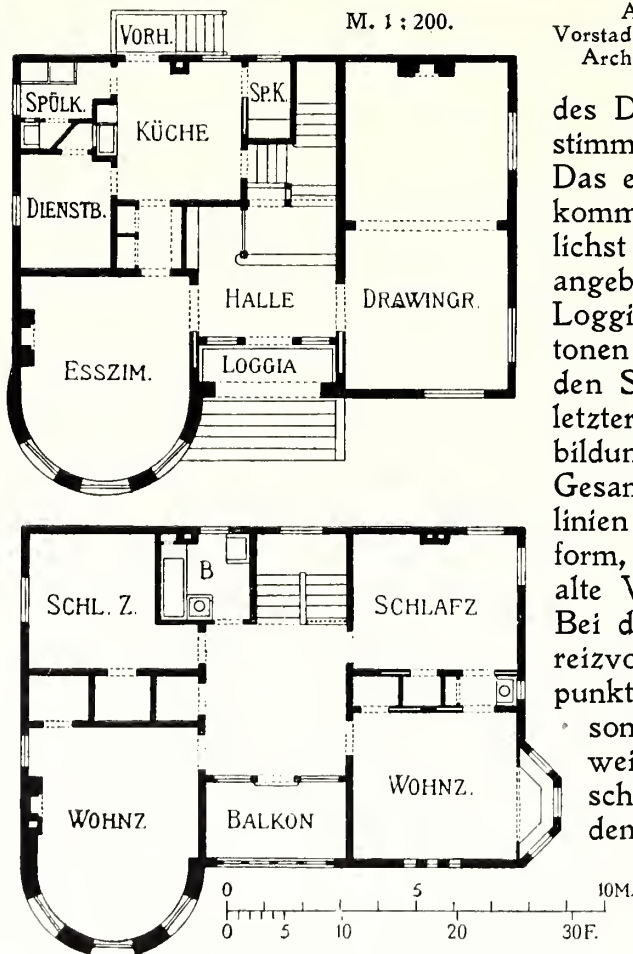 M. 1 : 200.
VORH.
SPÜLK.
KÜCHE
SP.K.
DIENSTB.
HALLE
DRAWINGR.
ESSZIM.
LOGGIA
SCHL. Z.
B
SCHLAFZ
WOHNZ
BALKON
WOHNZ.
0 5 10M.
0 5 10 20 30F.
A
Vorstad
Arch
des D
stimm
Das e
komm
lichst
angeb
Loggi
tonen
den S
letzter
bildun
Gesan
linien
form,
alte V
Bei d
reizvo
punkt
son
wei
sch
den